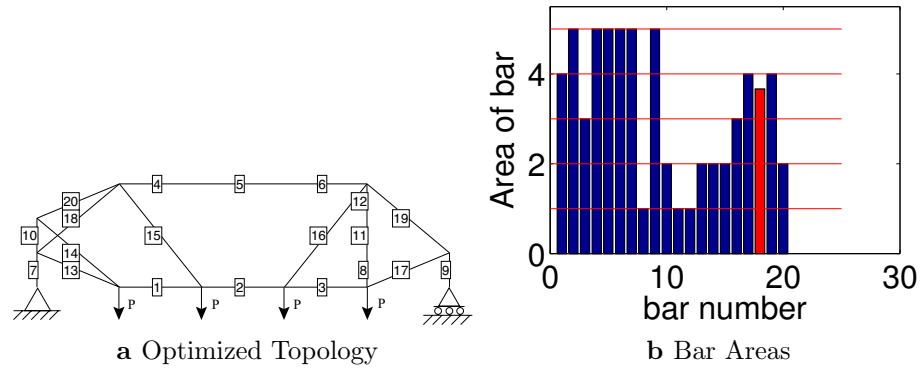 4 5 6
20
12
18 19
10 15 16 11
14
13 8 17
7 9
1 2 3
P P P P
a Optimized Topology
Area of bar
4
2
0
0 10 20 30
bar number
b Bar Areas